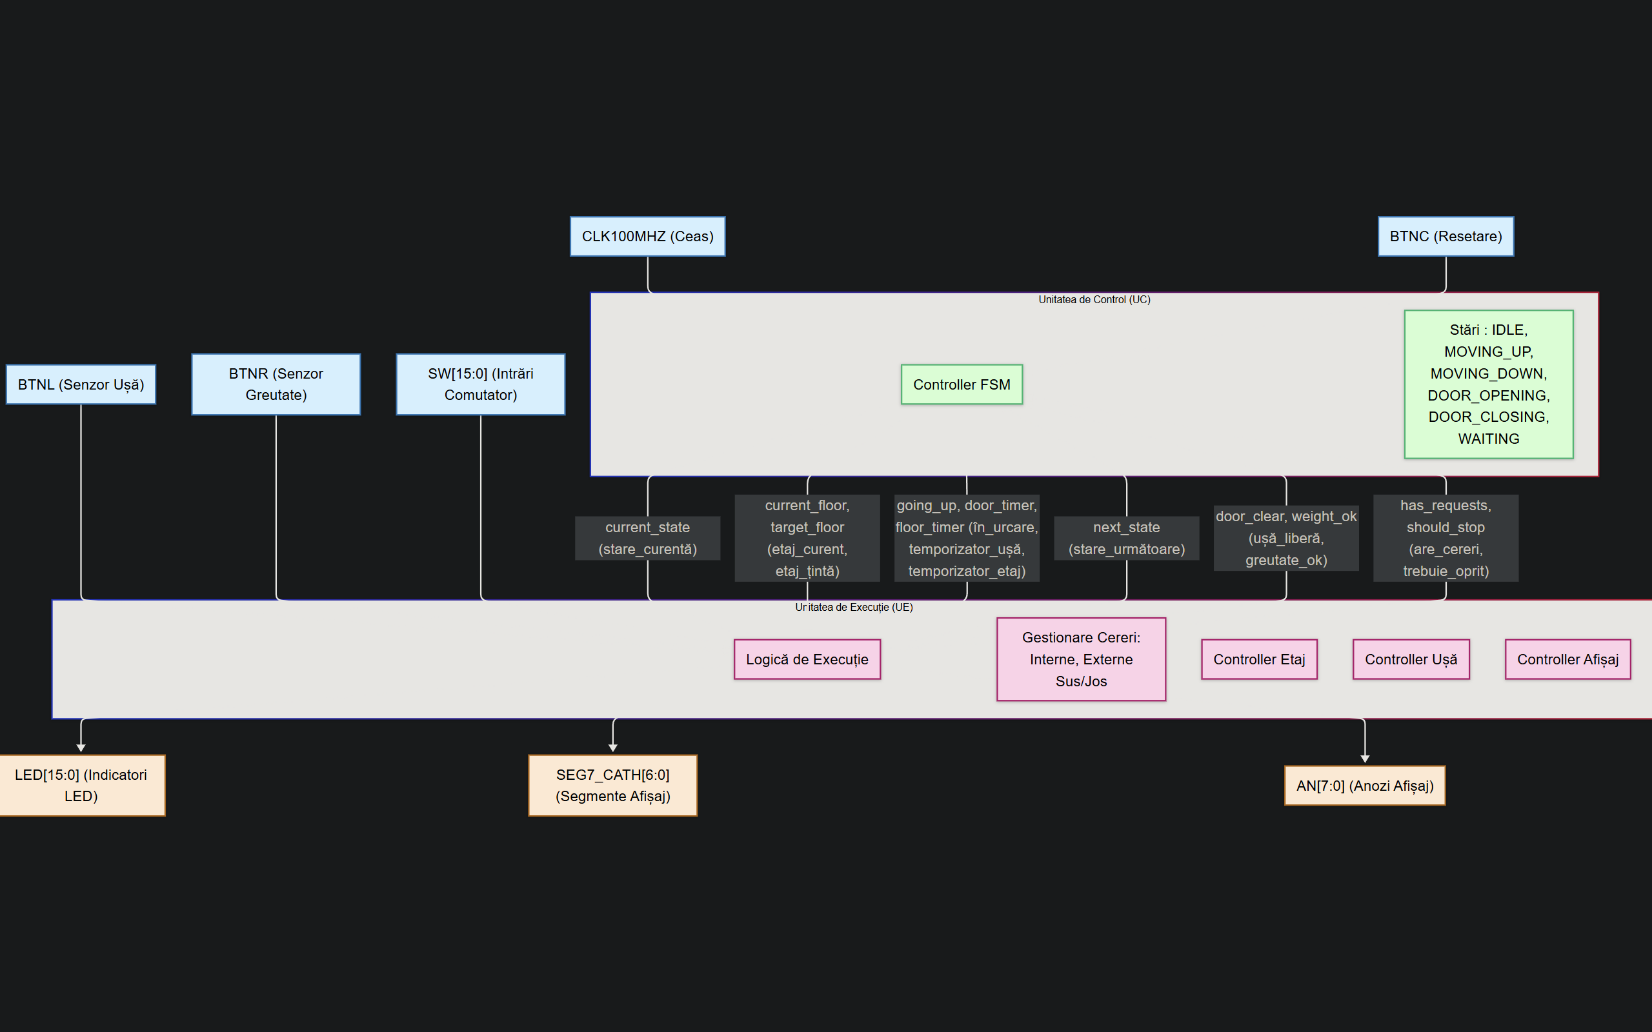 CLK100MHZ (Ceas)
BTNC (Resetare)
Unitatea de Control (UC)
BTNL (Senzor Ușă)
BTNR (Senzor
Greutate)
SW[15:0] (Intrări
Comutator)
Controller FSM
Stări : IDLE,
MOVING_UP,
MOVING_DOWN,
DOOR_OPENING,
DOOR_CLOSING,
WAITING
current_state
(stare_curentă)
current_floor,
target_floor
(etaj_curent,
etaj_țintă)
going_up, door_timer,
floor_timer (în_urcare,
temporizator_ușă,
temporizator_etaj)
next_state
(stare_următoare)
door_clear, weight_ok
(ușă_liberă,
greutate_ok)
has_requests,
should_stop
(are_cereri,
trebuie_oprit)
Unitatea de Execuție (UE)
Logică de Execuție
Gestionare Cereri:
Interne, Externe
Sus/Jos
Controller Etaj
Controller Ușă
Controller Afișaj
LED[15:0] (Indicatori
LED)
SEG7_CATH[6:0]
(Segmente Afișaj)
AN[7:0] (Anozi Afișaj)